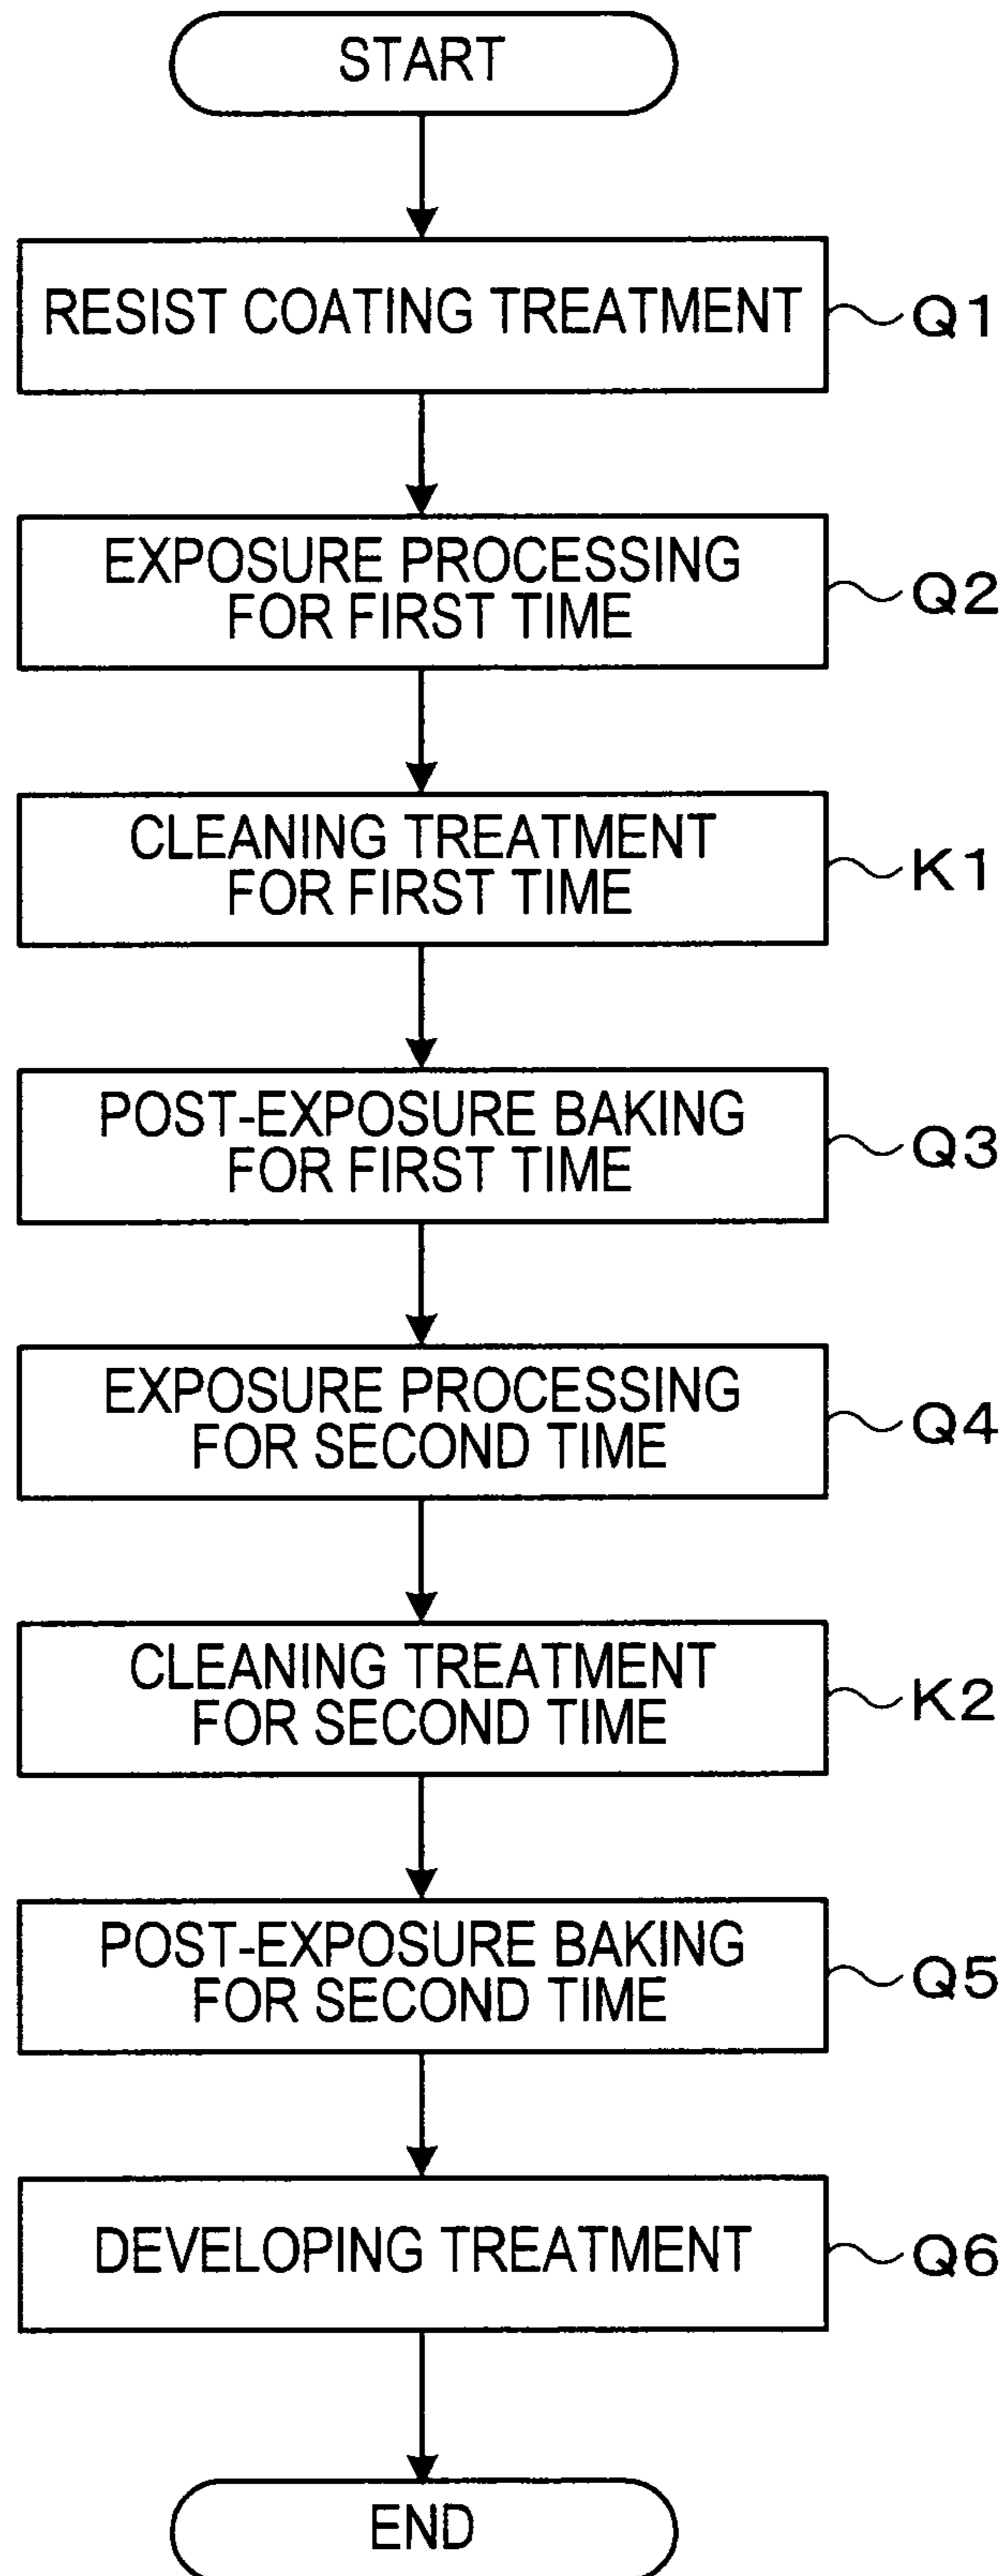 START
RESIST COATING TREATMENT
Q1
EXPOSURE PROCESSING
FOR FIRST TIME
Q2
CLEANING TREATMENT
FOR FIRST TIME
K1
POST-EXPOSURE BAKING
FOR FIRST TIME
Q3
EXPOSURE PROCESSING
FOR SECOND TIME
Q4
CLEANING TREATMENT
FOR SECOND TIME
K2
POST-EXPOSURE BAKING
FOR SECOND TIME
Q5
DEVELOPING TREATMENT
Q6
END